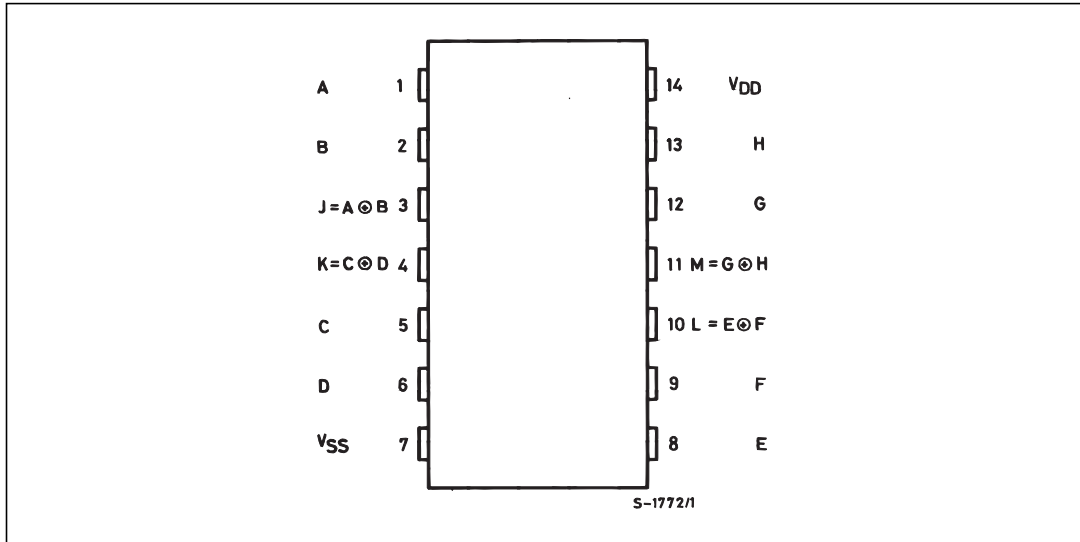 A 1
B 2
J=A⊕B 3
K=C⊕D 4
C 5
D 6
VSS 7
14 VDD
13 H
12 G
11 M=G⊕H
10 L=E⊕F
9 F
8 E
S-1772/1